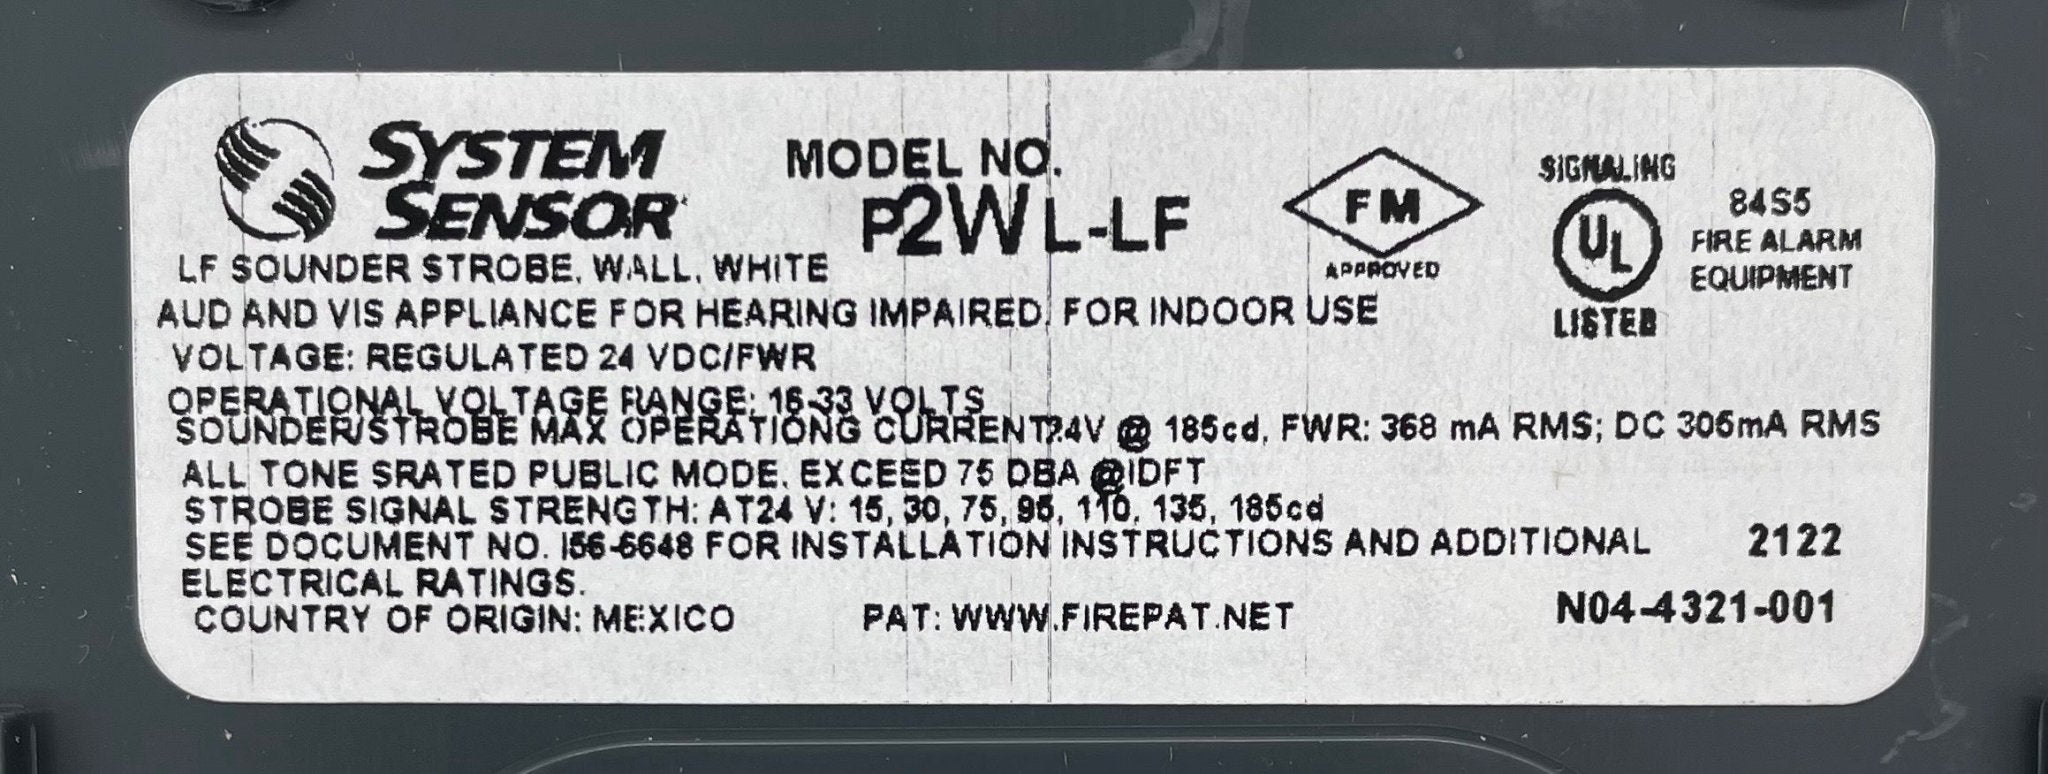 SYSTEM
SENSOR
MODEL NO.
P2WL-LF
FM
APPROVED
SIGNALING
UL
LISTED
84S5
FIRE ALARM
EQUIPMENT
LF SOUNDER STROBE, WALL, WHITE
AUD AND VIS APPLIANCE FOR HEARING IMPAIRED, FOR INDOOR USE
VOLTAGE: REGULATED 24 VDC/FWR
OPERATIONAL VOLTAGE RANGE: 16-33 VOLTS
SOUNDER/STROBE MAX OPERATIONG CURRENT?24V @ 185cd, FWR: 368 mA RMS; DC 305mA RMS
ALL TONE SRATED PUBLIC MODE. EXCEED 75 DBA @IDFT
STROBE SIGNAL STRENGTH: AT24 V: 15, 30, 75, 95, 110, 135, 185cd
SEE DOCUMENT NO. I56-6648 FOR INSTALLATION INSTRUCTIONS AND ADDITIONAL
ELECTRICAL RATINGS.
2122
COUNTRY OF ORIGIN: MEXICO
PAT: WWW.FIREPAT.NET
N04-4321-001